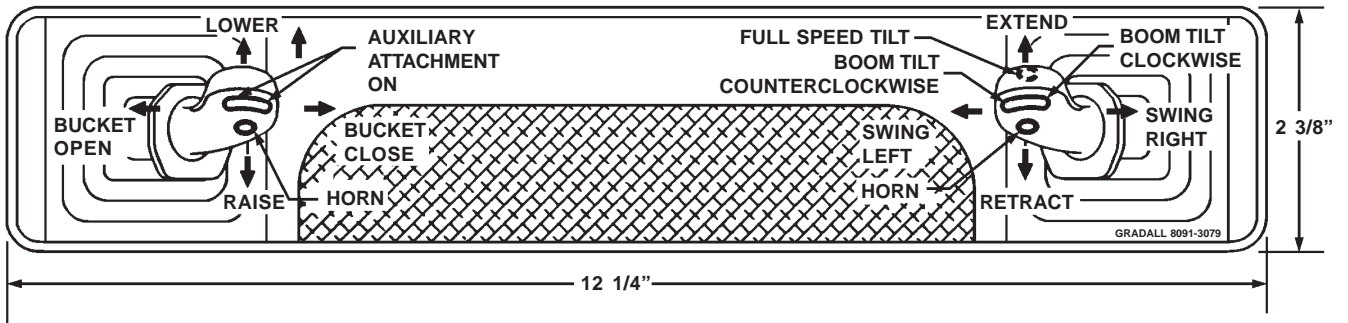 LOWER
AUXILIARY
ATTACHMENT
ON
BUCKET
OPEN
BUCKET
CLOSE
RAISE
HORN
EXTEND
FULL SPEED TILT
BOOM TILT
COUNTERCLOCKWISE
BOOM TILT
CLOCKWISE
SWING
LEFT
SWING
RIGHT
HORN
RETRACT
GRADALL 8091-3079
2 3/8”
12 1/4”